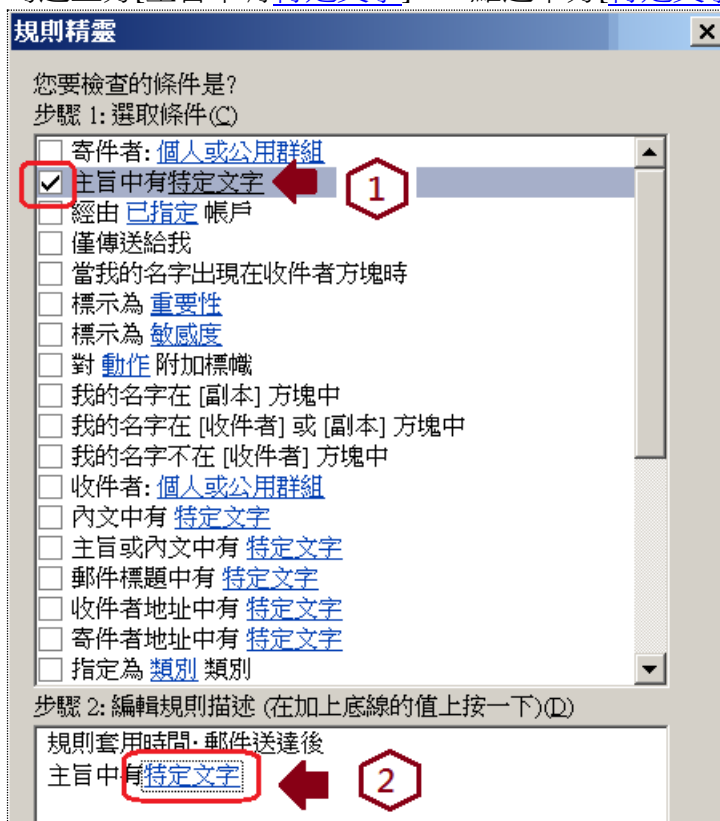 規則精靈
您要檢查的條件是?
步驟 1: 選取條件(C)
寄件者: 個人或公用群組
主旨中有特定文字
1
經由 已指定 帳戶
僅傳送給我
當我的名字出現在收件者方塊時
標示為 重要性
標示為 敏感度
對 動作 附加標幟
我的名字在 [副本] 方塊中
我的名字在 [收件者] 或 [副本] 方塊中
我的名字不在 [收件者] 方塊中
收件者: 個人或公用群組
內文中有 特定文字
主旨或內文中有 特定文字
郵件標題中有 特定文字
收件者地址中有 特定文字
寄件者地址中有 特定文字
指定為 類別 類別
步驟 2: 編輯規則描述 (在加上底線的值上按一下)(D)
規則套用時間: 郵件送達後
主旨中有特定文字
2